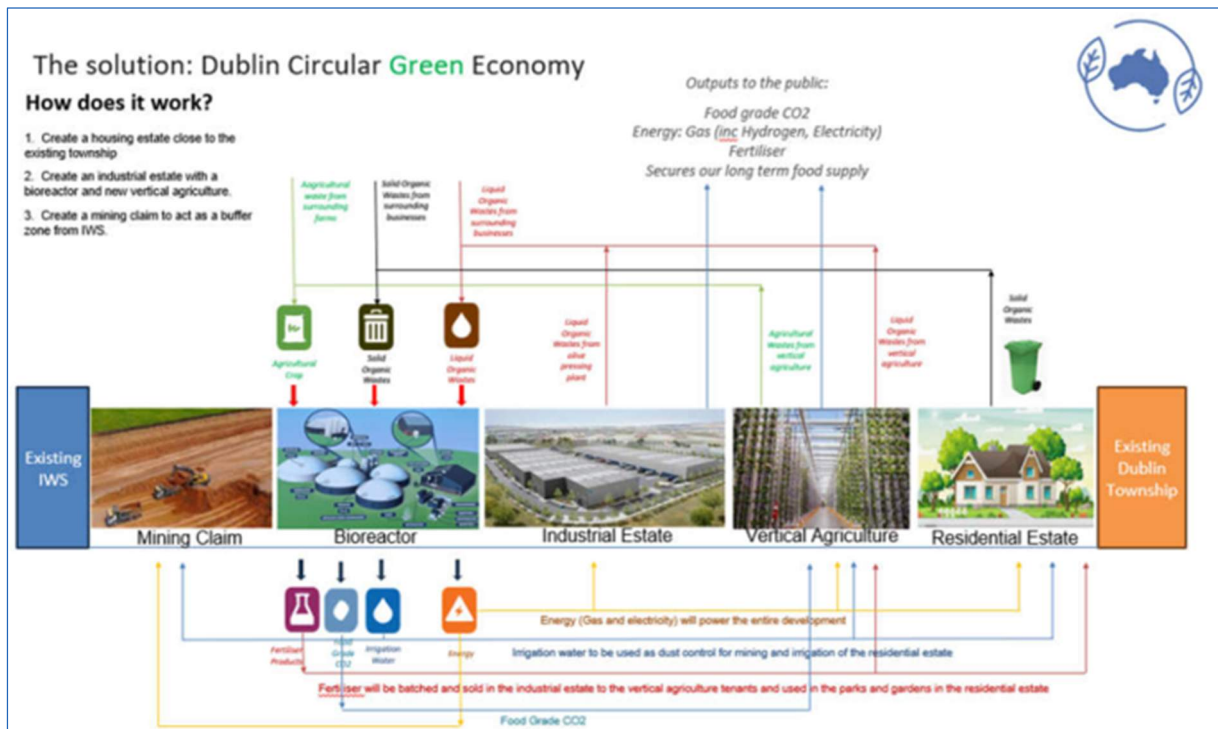 The solution: Dublin Circular Green Economy
How does it work?
1. Create a housing estate close to the
existing township
2. Create an industrial estate with a
bioreactor and new vertical agriculture.
3. Create a mining claim to act as a buffer
zone from IWS.
Outputs to the public:
Food grade CO2
Energy: Gas (inc Hydrogen, Electricity)
Fertiliser
Secures our long term food supply
Aagricultural
waste from
surrounding
farms
Solid Organic
Wastes from
surrounding
businesses
Liquid
Organic
Wastes from
surrounding
businesses
Agricultural
Crop
Solid
Organic
Wastes
Liquid
Organic
Wastes
Liquid
Organic
Wastes from
olive
pressing
plant
Agricultural
Wastes from
vertical
agriculture
Liquid
Organic
Wastes from
vertical
agriculture
Solid
Organic
Wastes
Existing
IWS
Mining Claim
Bioreactor
Industrial Estate
Vertical Agriculture
Residential Estate
Existing
Dublin
Township
Fertiliser
Products
Food
Grade
CO2
Irrigation
Water
Energy
Energy (Gas and electricity) will power the entire development
Irrigation water to be used as dust control for mining and irrigation of the residential estate
Fertiliser will be batched and sold in the industrial estate to the vertical agriculture tenants and used in the parks and gardens in the residential estate
Food Grade CO2